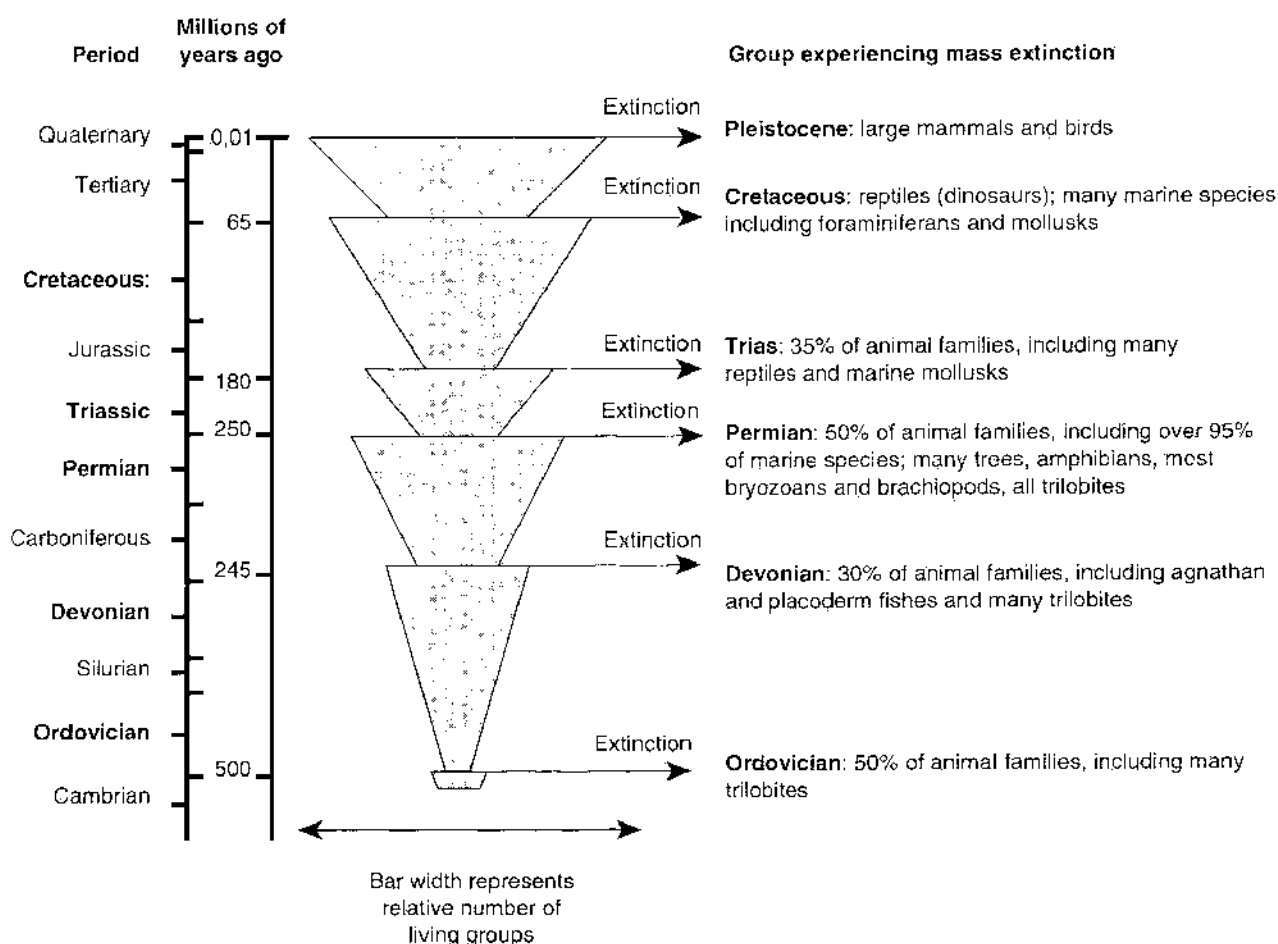 Period
Millions of
years ago
Group experiencing mass extinction
Quaternary
0,01
Extinction
Pleistocene: large mammals and birds
Tertiary
Extinction
Cretaceous: reptiles (dinosaurs); many marine species
including foraminiferans and mollusks
65
Cretaceous:
Jurassic
Extinction
Trias: 35% of animal families, including many
reptiles and marine mollusks
180
Triassic
Extinction
250
Permian: 50% of animal families, including over 95%
of marine species; many trees, amphibians, most
bryozoans and brachiopods, all trilobites
Permian
Carboniferous
Extinction
245
Devonian: 30% of animal families, including agnathan
and placoderm fishes and many trilobites
Devonian
Silurian
Ordovician
Extinction
500
Ordovician: 50% of animal families, including many
trilobites
Cambrian
Bar width represents
relative number of
living groups